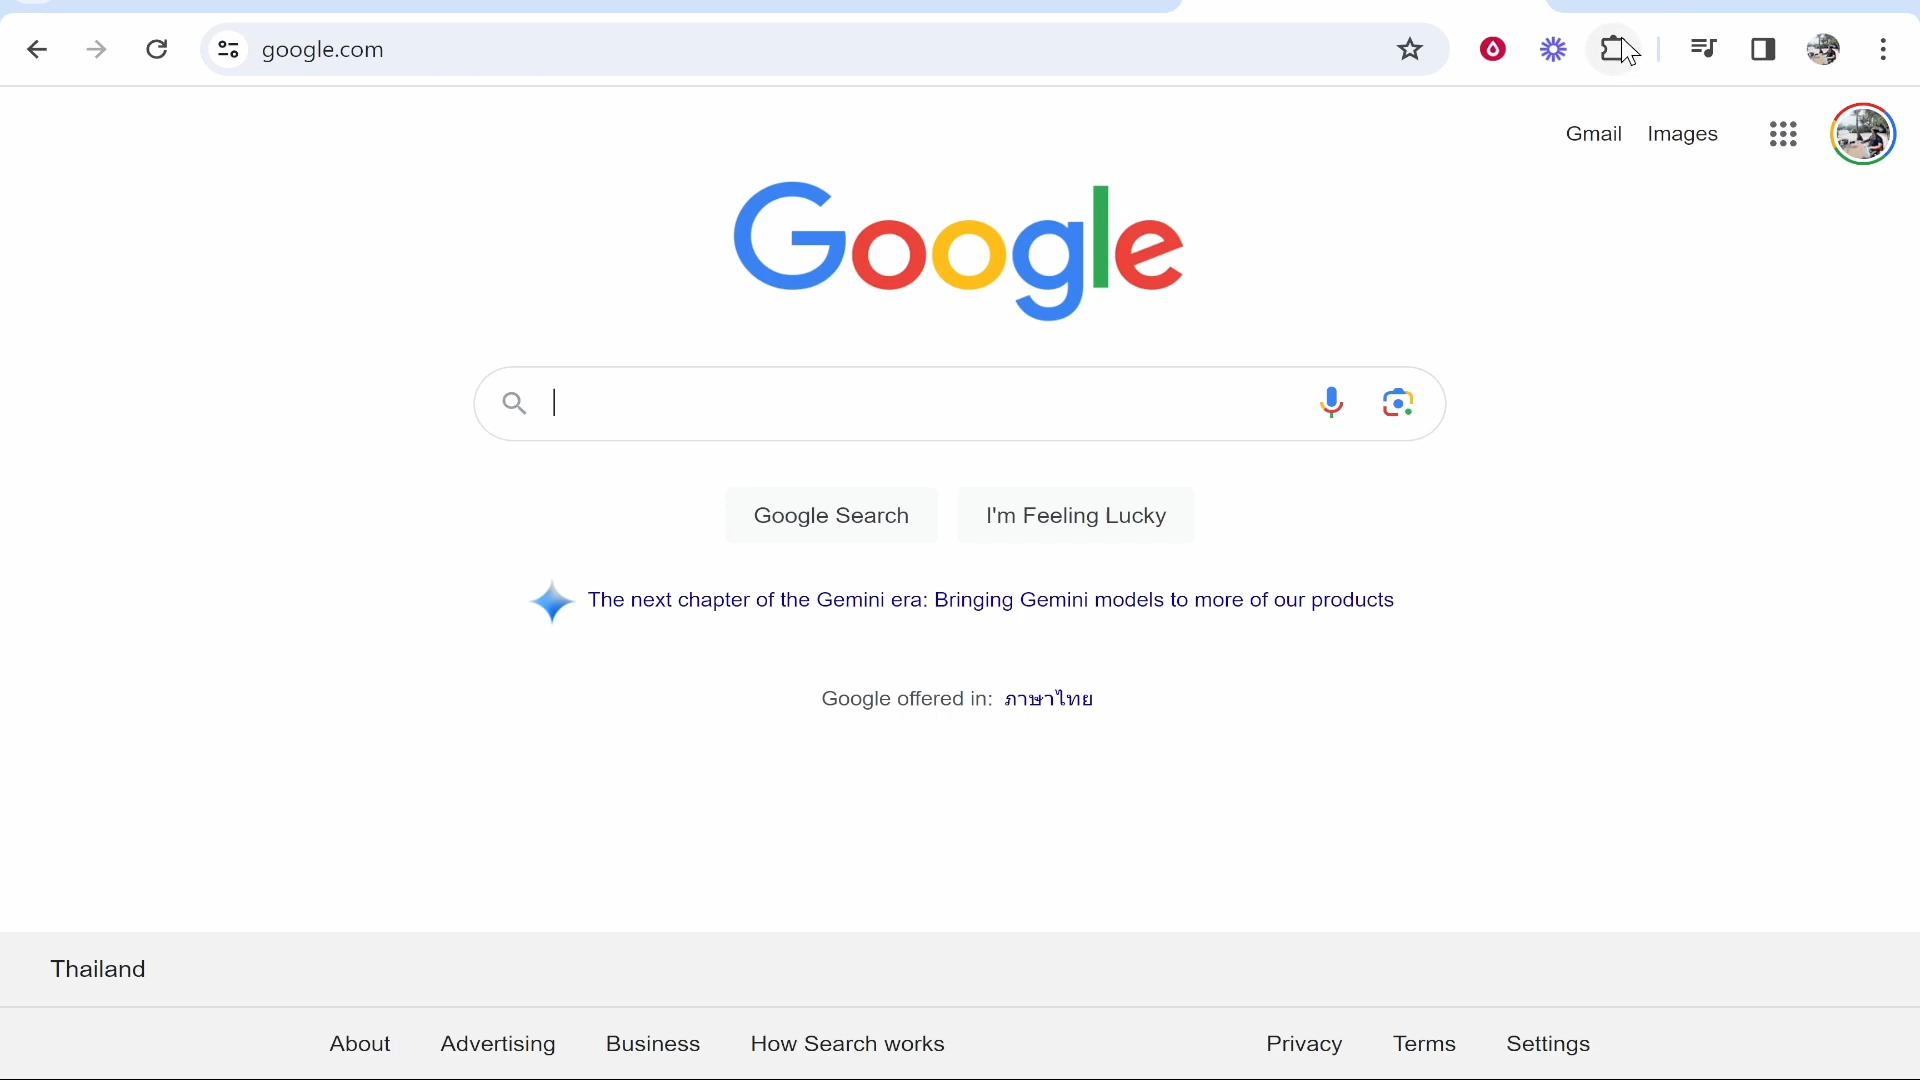 google.com
Gmail Images
Google
Google Search I'm Feeling Lucky
The next chapter of the Gemini era: Bringing Gemini models to more of our products
Google offered in: ภาษาไทย
Thailand
About Advertising Business How Search works Privacy Terms Settings